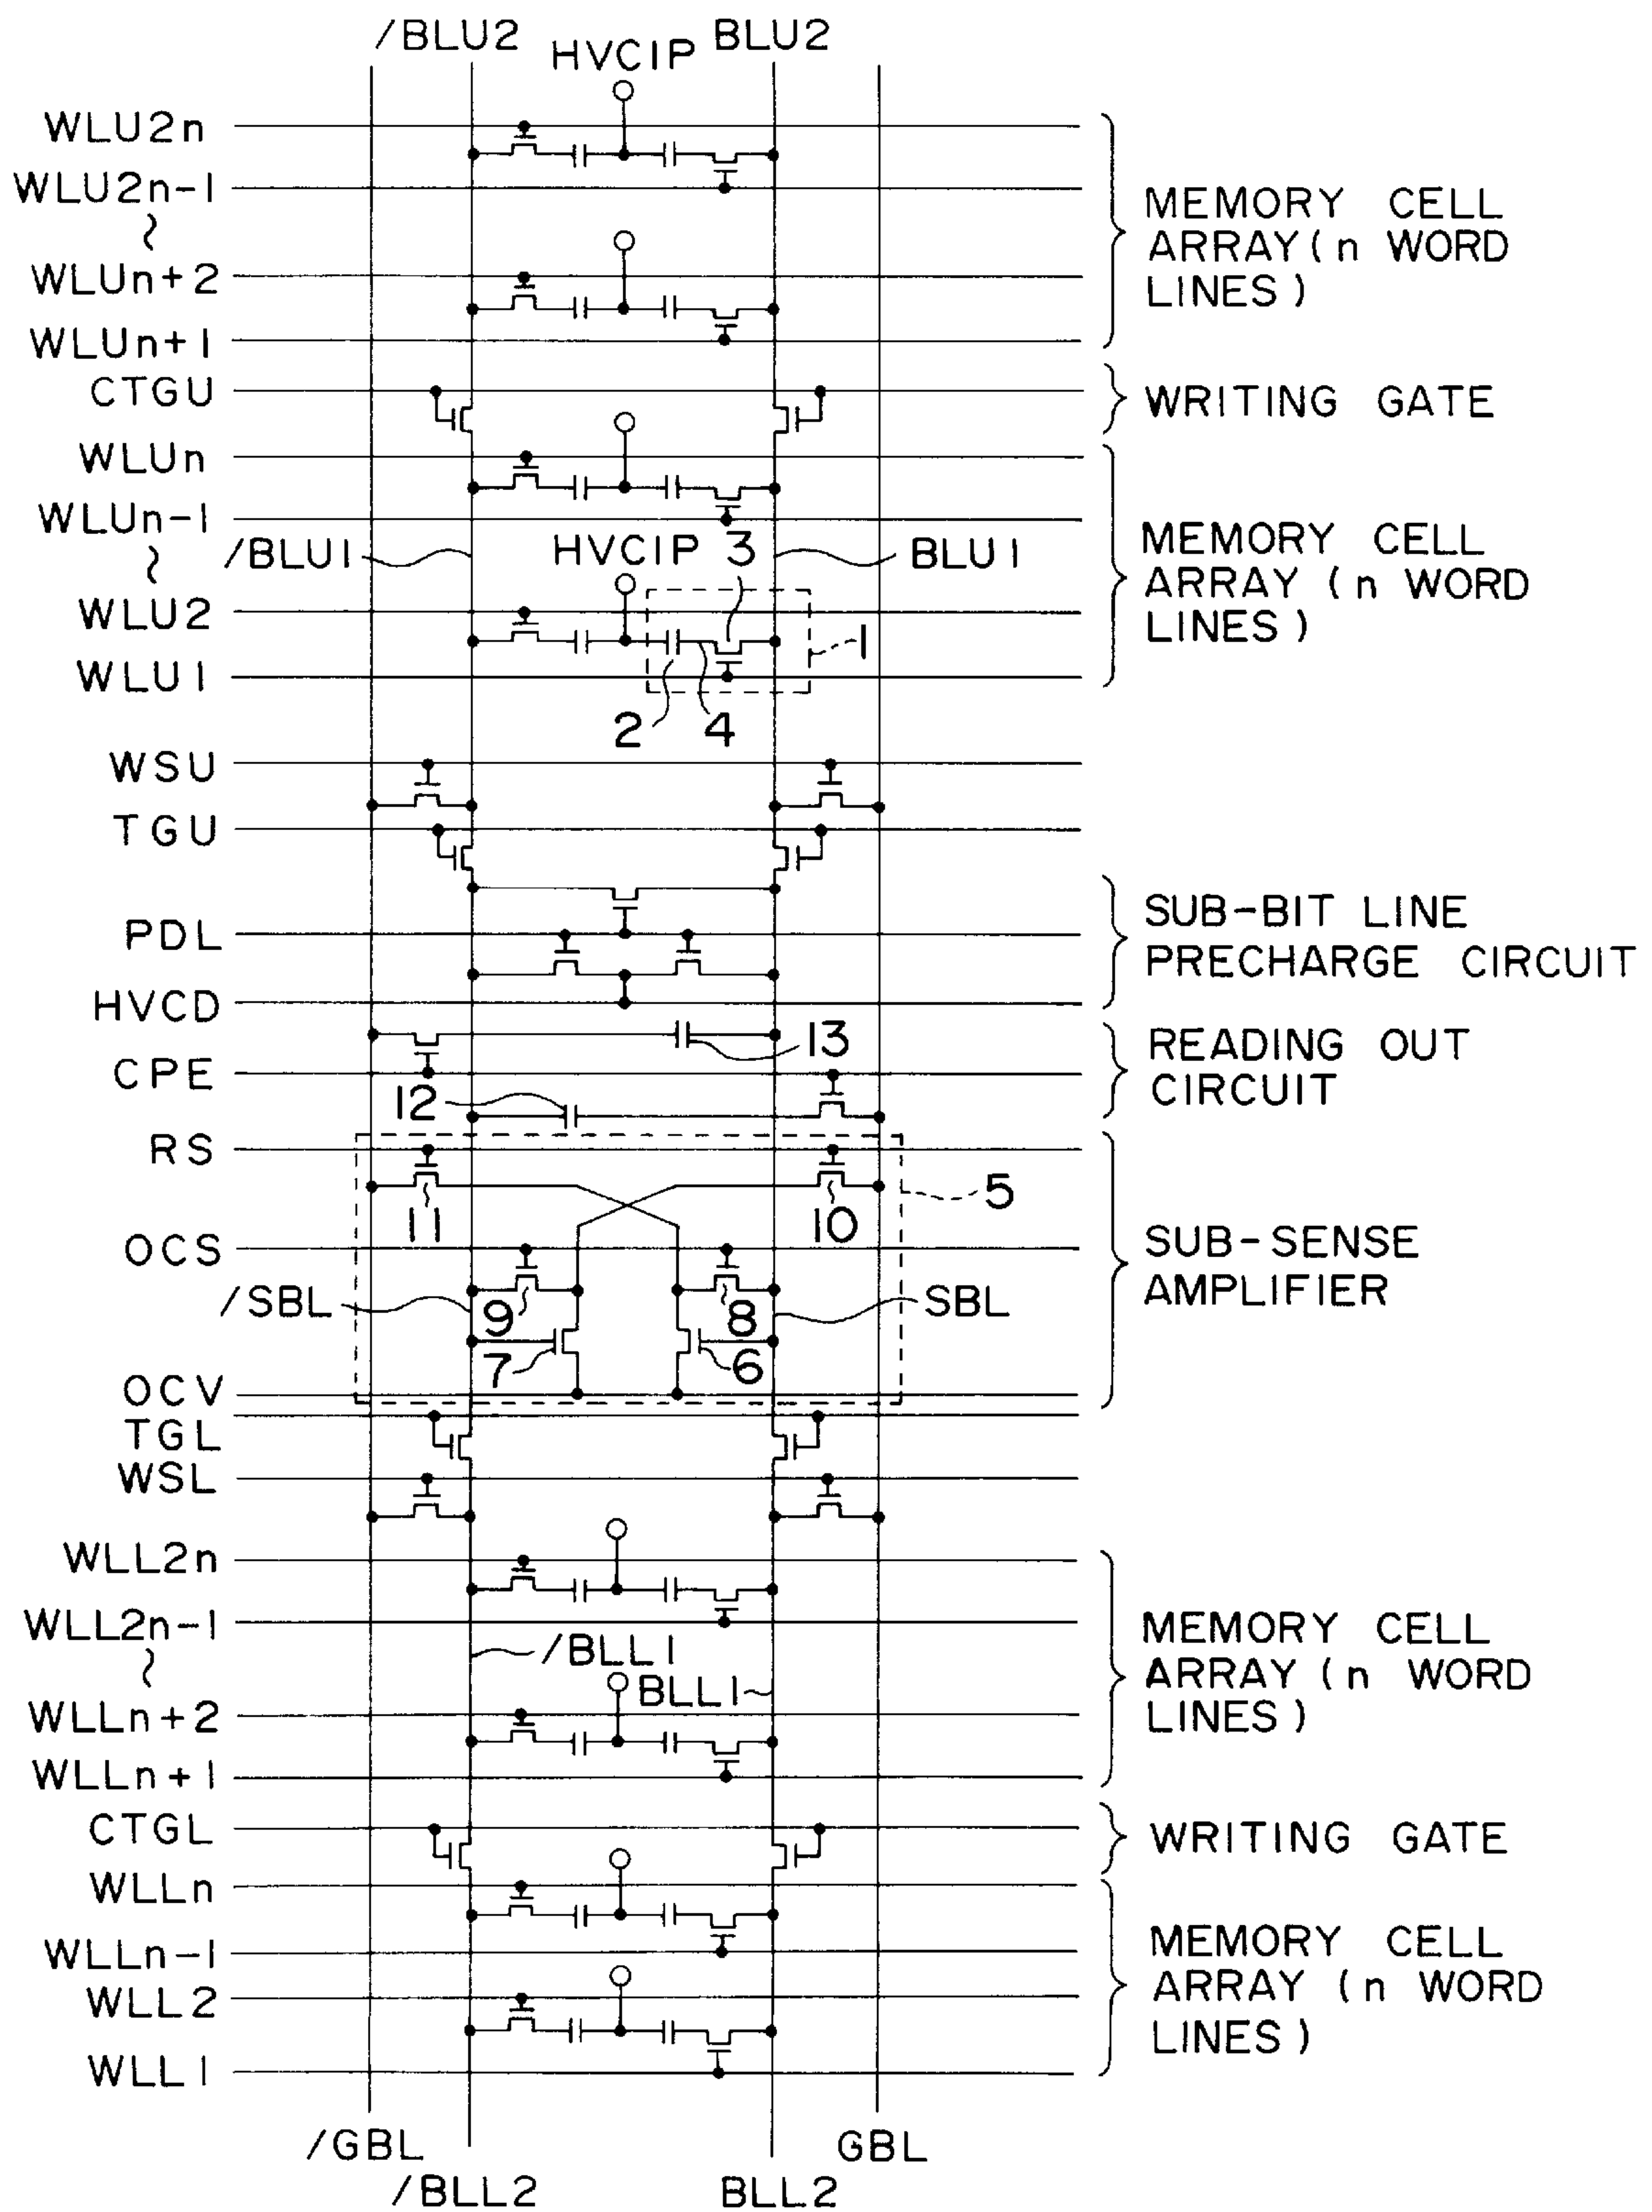 /BLU2
HVCIP
BLU2
WLU2n
WLU2n-1
MEMORY CELL
ARRAY(n WORD
LINES)
WLUn+2
WLUn+1
CTGU
WRITING GATE
WLUn
WLUn-1
/BLU1
HVCIP
3
BLU1
MEMORY CELL
ARRAY (n WORD
LINES)
WLU2
1
WLU1
2
4
WSU
TGU
SUB-BIT LINE
PRECHARGE CIRCUIT
PDL
HVCD
13
READING OUT
CIRCUIT
CPE
12
RS
11
10
5
OCS
SUB-SENSE
AMPLIFIER
/SBL
9
8
SBL
7
6
OCV
TGL
WSL
WLL2n
WLL2n-1
/BLL1
BLL1
MEMORY CELL
ARRAY (n WORD
LINES)
WLLn+2
WLLn+1
CTGL
WRITING GATE
WLLn
WLLn-1
MEMORY CELL
ARRAY (n WORD
LINES)
WLL2
WLL1
/GBL
GBL
/BLL2
BLL2